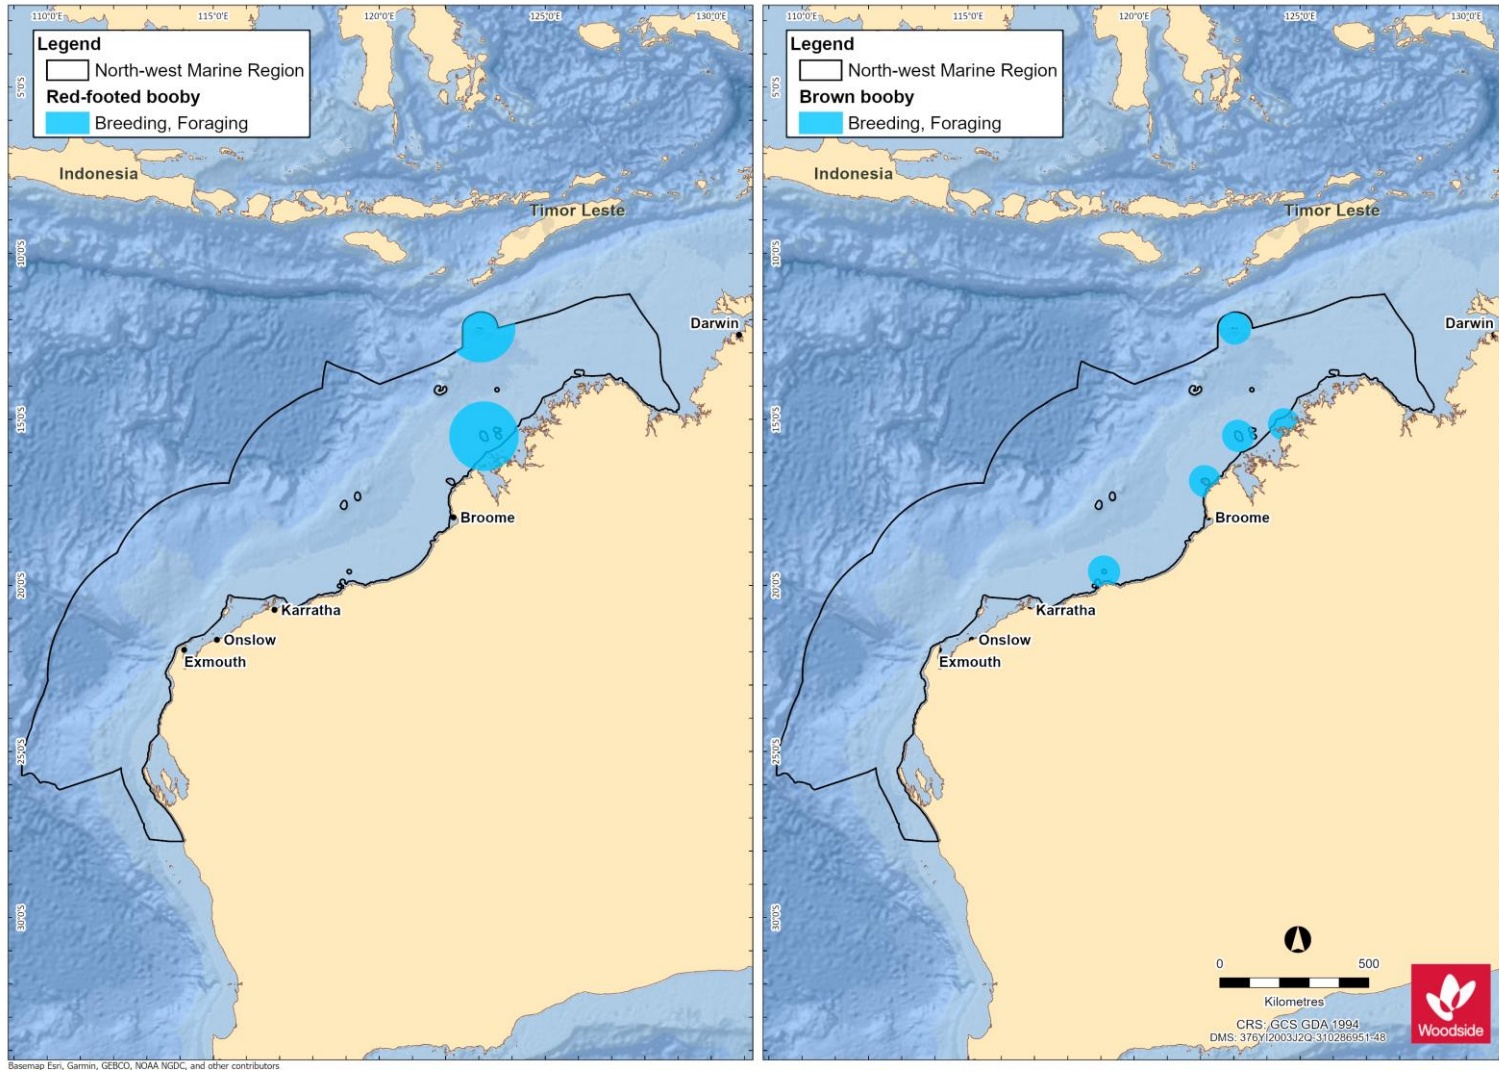 110°0'E 115°0'E 120°0'E 125°0'E 130°0'E
Legend
North-west Marine Region
Red-footed booby
Breeding, Foraging
5°0'S
Indonesia
Timor Leste
10°0'S
Darwin
15°0'S
Broome
20°0'S
Karratha
Onslow
Exmouth
25°0'S
30°0'S
Basemap Esri, Garmin, GEBCO, NOAA NGDC, and other contributors
110°0'E 115°0'E 120°0'E 125°0'E 130°0'E
Legend
North-west Marine Region
Brown booby
Breeding, Foraging
5°0'S
Indonesia
Timor Leste
10°0'S
Darwin
15°0'S
Broome
20°0'S
Karratha
Onslow
Exmouth
25°0'S
30°0'S
0 500
Kilometres
CRS: GCS GDA 1994
DMS: 376YI2003J2Q-310286951-48
Woodside